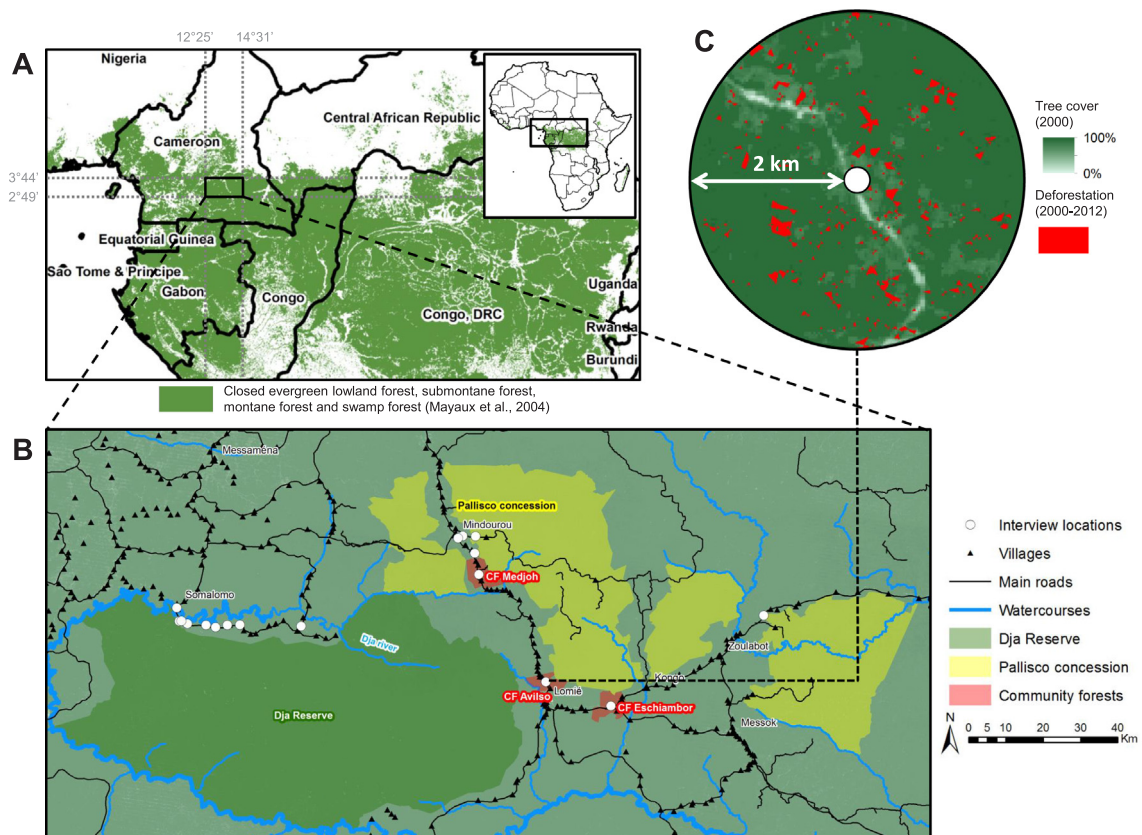 12°25' 14°31'
A
Nigeria
Central African Republic
Cameroon
3°44'
2°49'
Equatorial Guinea
Sao Tome & Principe
Gabon
Congo
Congo, DRC
Uganda
Rwanda
Burundi
Closed evergreen lowland forest, submontane forest,
montane forest and swamp forest (Mayaux et al., 2004)
C
2 km
Tree cover
(2000)
100%
0%
Deforestation
(2000-2012)
B
Messamena
Pallisco concession
Mindourou
CF Medjoh
Somalomo
Dja river
Zoulabot
Kongo
CF Avilso
Lomié
CF Eschiambor
Dja Reserve
Messok
Interview locations
Villages
Main roads
Watercourses
Dja Reserve
Pallisco concession
Community forests
N
0 5 10 20 30 40
Km